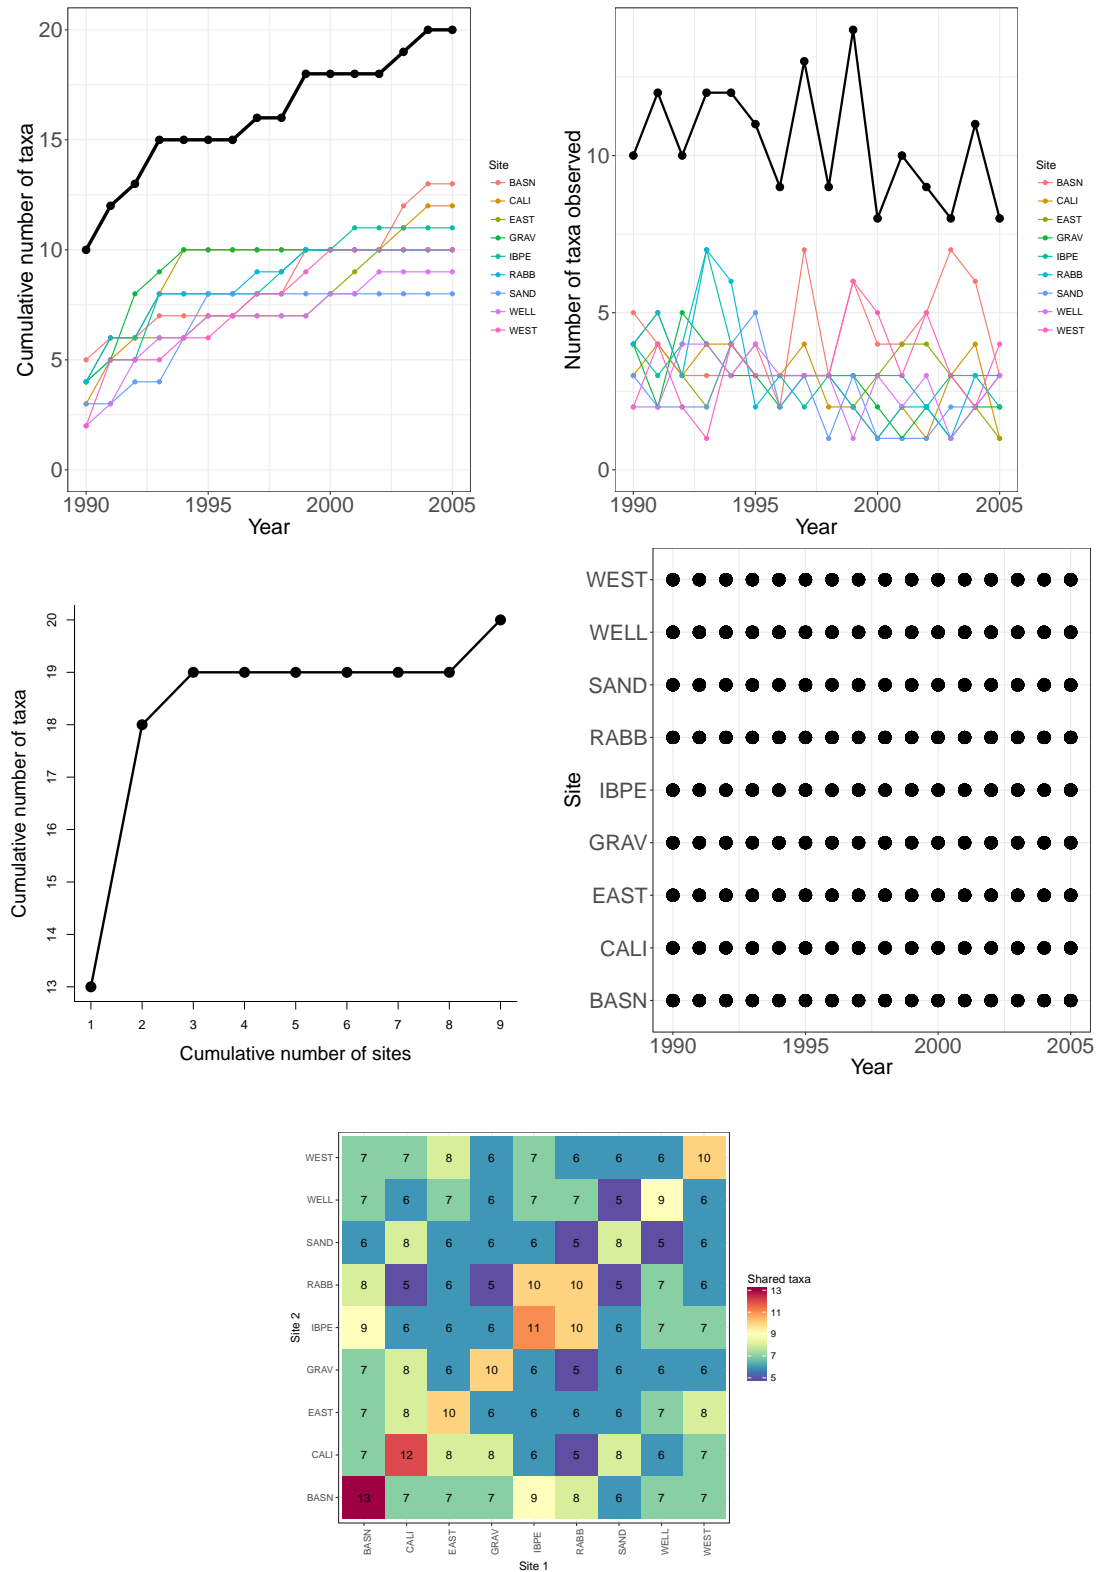 Cumulative number of taxa
20
15
10
5
0
1990 1995 2000 2005
Year
Site
BASN
CALI
EAST
GRAV
IBPE
RABB
SAND
WELL
WEST
Number of taxa observed
10
5
0
1990 1995 2000 2005
Year
Site
BASN
CALI
EAST
GRAV
IBPE
RABB
SAND
WELL
WEST
Cumulative number of taxa
20
19
18
17
16
15
14
13
1 2 3 4 5 6 7 8 9
Cumulative number of sites
Site
WEST
WELL
SAND
RABB
IBPE
GRAV
EAST
CALI
BASN
1990 1995 2000 2005
Year
Site 2
WEST 7 7 8 6 7 6 6 6 10
WELL 7 6 7 6 7 7 5 9 6
SAND 6 8 6 6 6 5 8 5 6
RABB 8 5 6 5 10 10 5 7 6
IBPE 9 6 6 6 11 10 6 7 7
GRAV 7 8 6 10 6 5 6 6 6
EAST 7 8 10 6 6 6 6 7 8
CALI 7 12 8 8 6 5 8 6 7
BASN 13 7 7 7 9 8 6 7 7
BASN CALI EAST GRAV IBPE RABB SAND WELL WEST
Site 1
Shared taxa
13
11
9
7
5